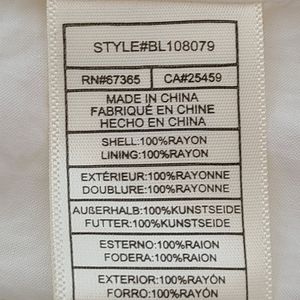 STYLE#BL108079
RN#67365 CA#25459
MADE IN CHINA
FABRIQUÉ EN CHINE
HECHO EN CHINA
SHELL:100%RAYON
LINING:100%RAYON
EXTÉRIEUR:100%RAYONNE
DOUBLURE:100%RAYONNE
AUßERHALB:100%KUNSTSEIDE
FUTTER:100%KUNSTSEIDE
ESTERNO:100%RAION
FODERA:100%RAION
EXTERIOR:100%RAYÓN
FORRO:100%RAYÓN